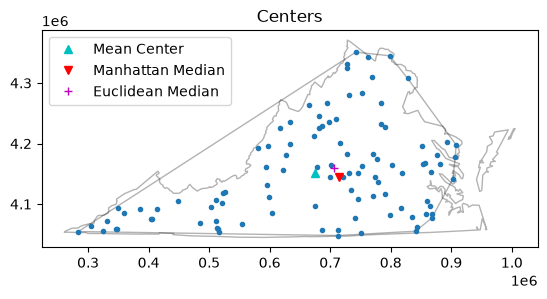 Centers
1e6
Mean Center
Manhattan Median
Euclidean Median
4.3
4.2
4.1
0.3 0.4 0.5 0.6 0.7 0.8 0.9 1.0
1e6